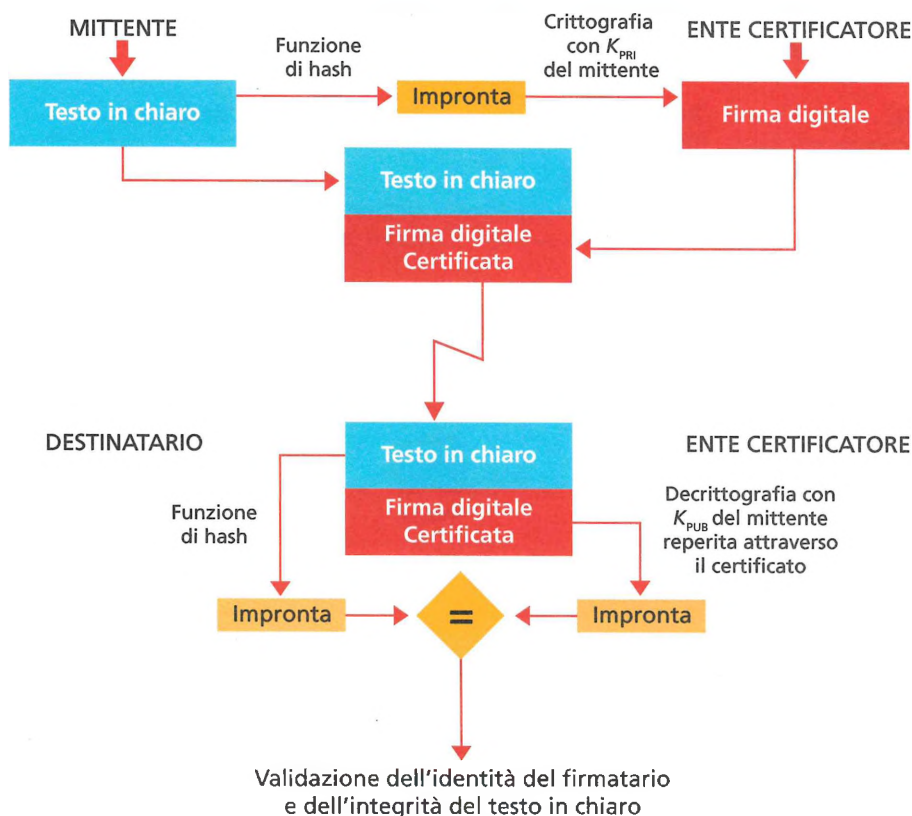 MITTENTE
Funzione
di hash
Crittografia
con K PRI
del mittente
ENTE CERTIFICATORE
Testo in chiaro
Impronta
Firma digitale
Testo in chiaro
Firma digitale
Certificata
DESTINATARIO
Testo in chiaro
ENTE CERTIFICATORE
Funzione
di hash
Firma digitale
Certificata
Decrittografia con
K PUB del mittente
reperita attraverso
il certificato
Impronta
=
Impronta
Validazione dell'identità del firmatario
e dell'integrità del testo in chiaro